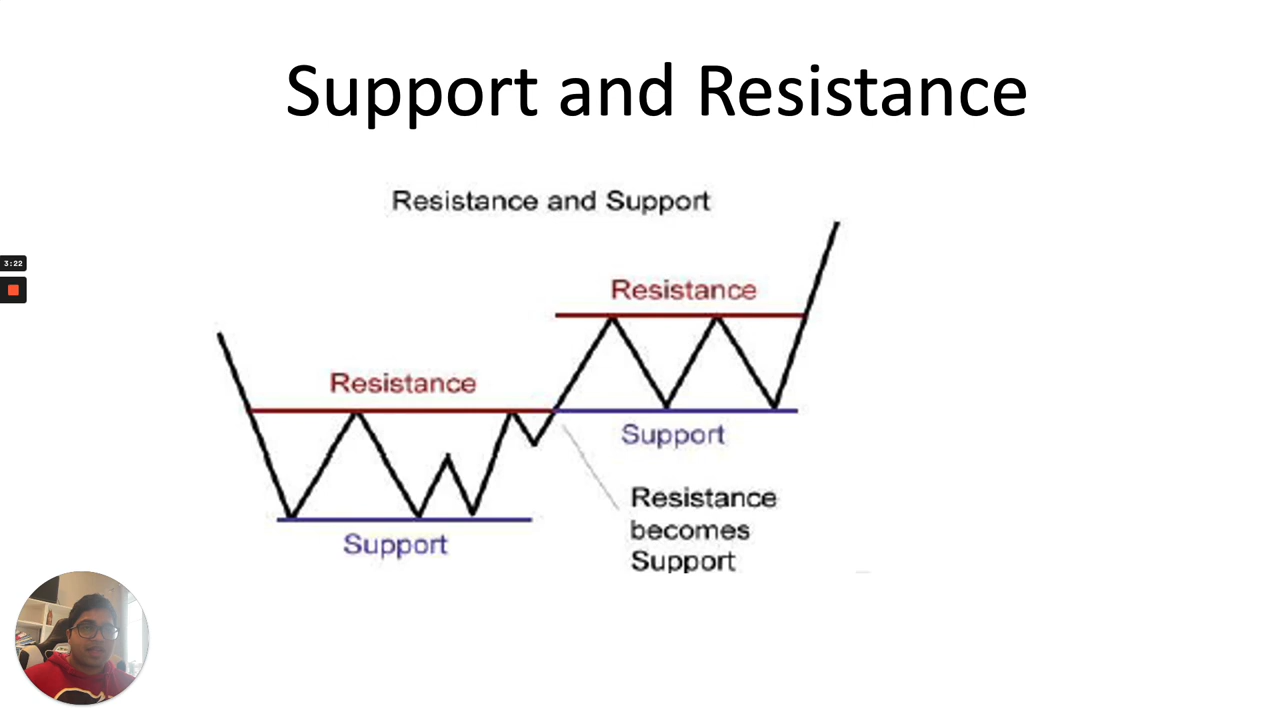 Support and Resistance
Resistance and Support
3:22
Resistance
Resistance
Support
Resistance
becomes
Support
Support